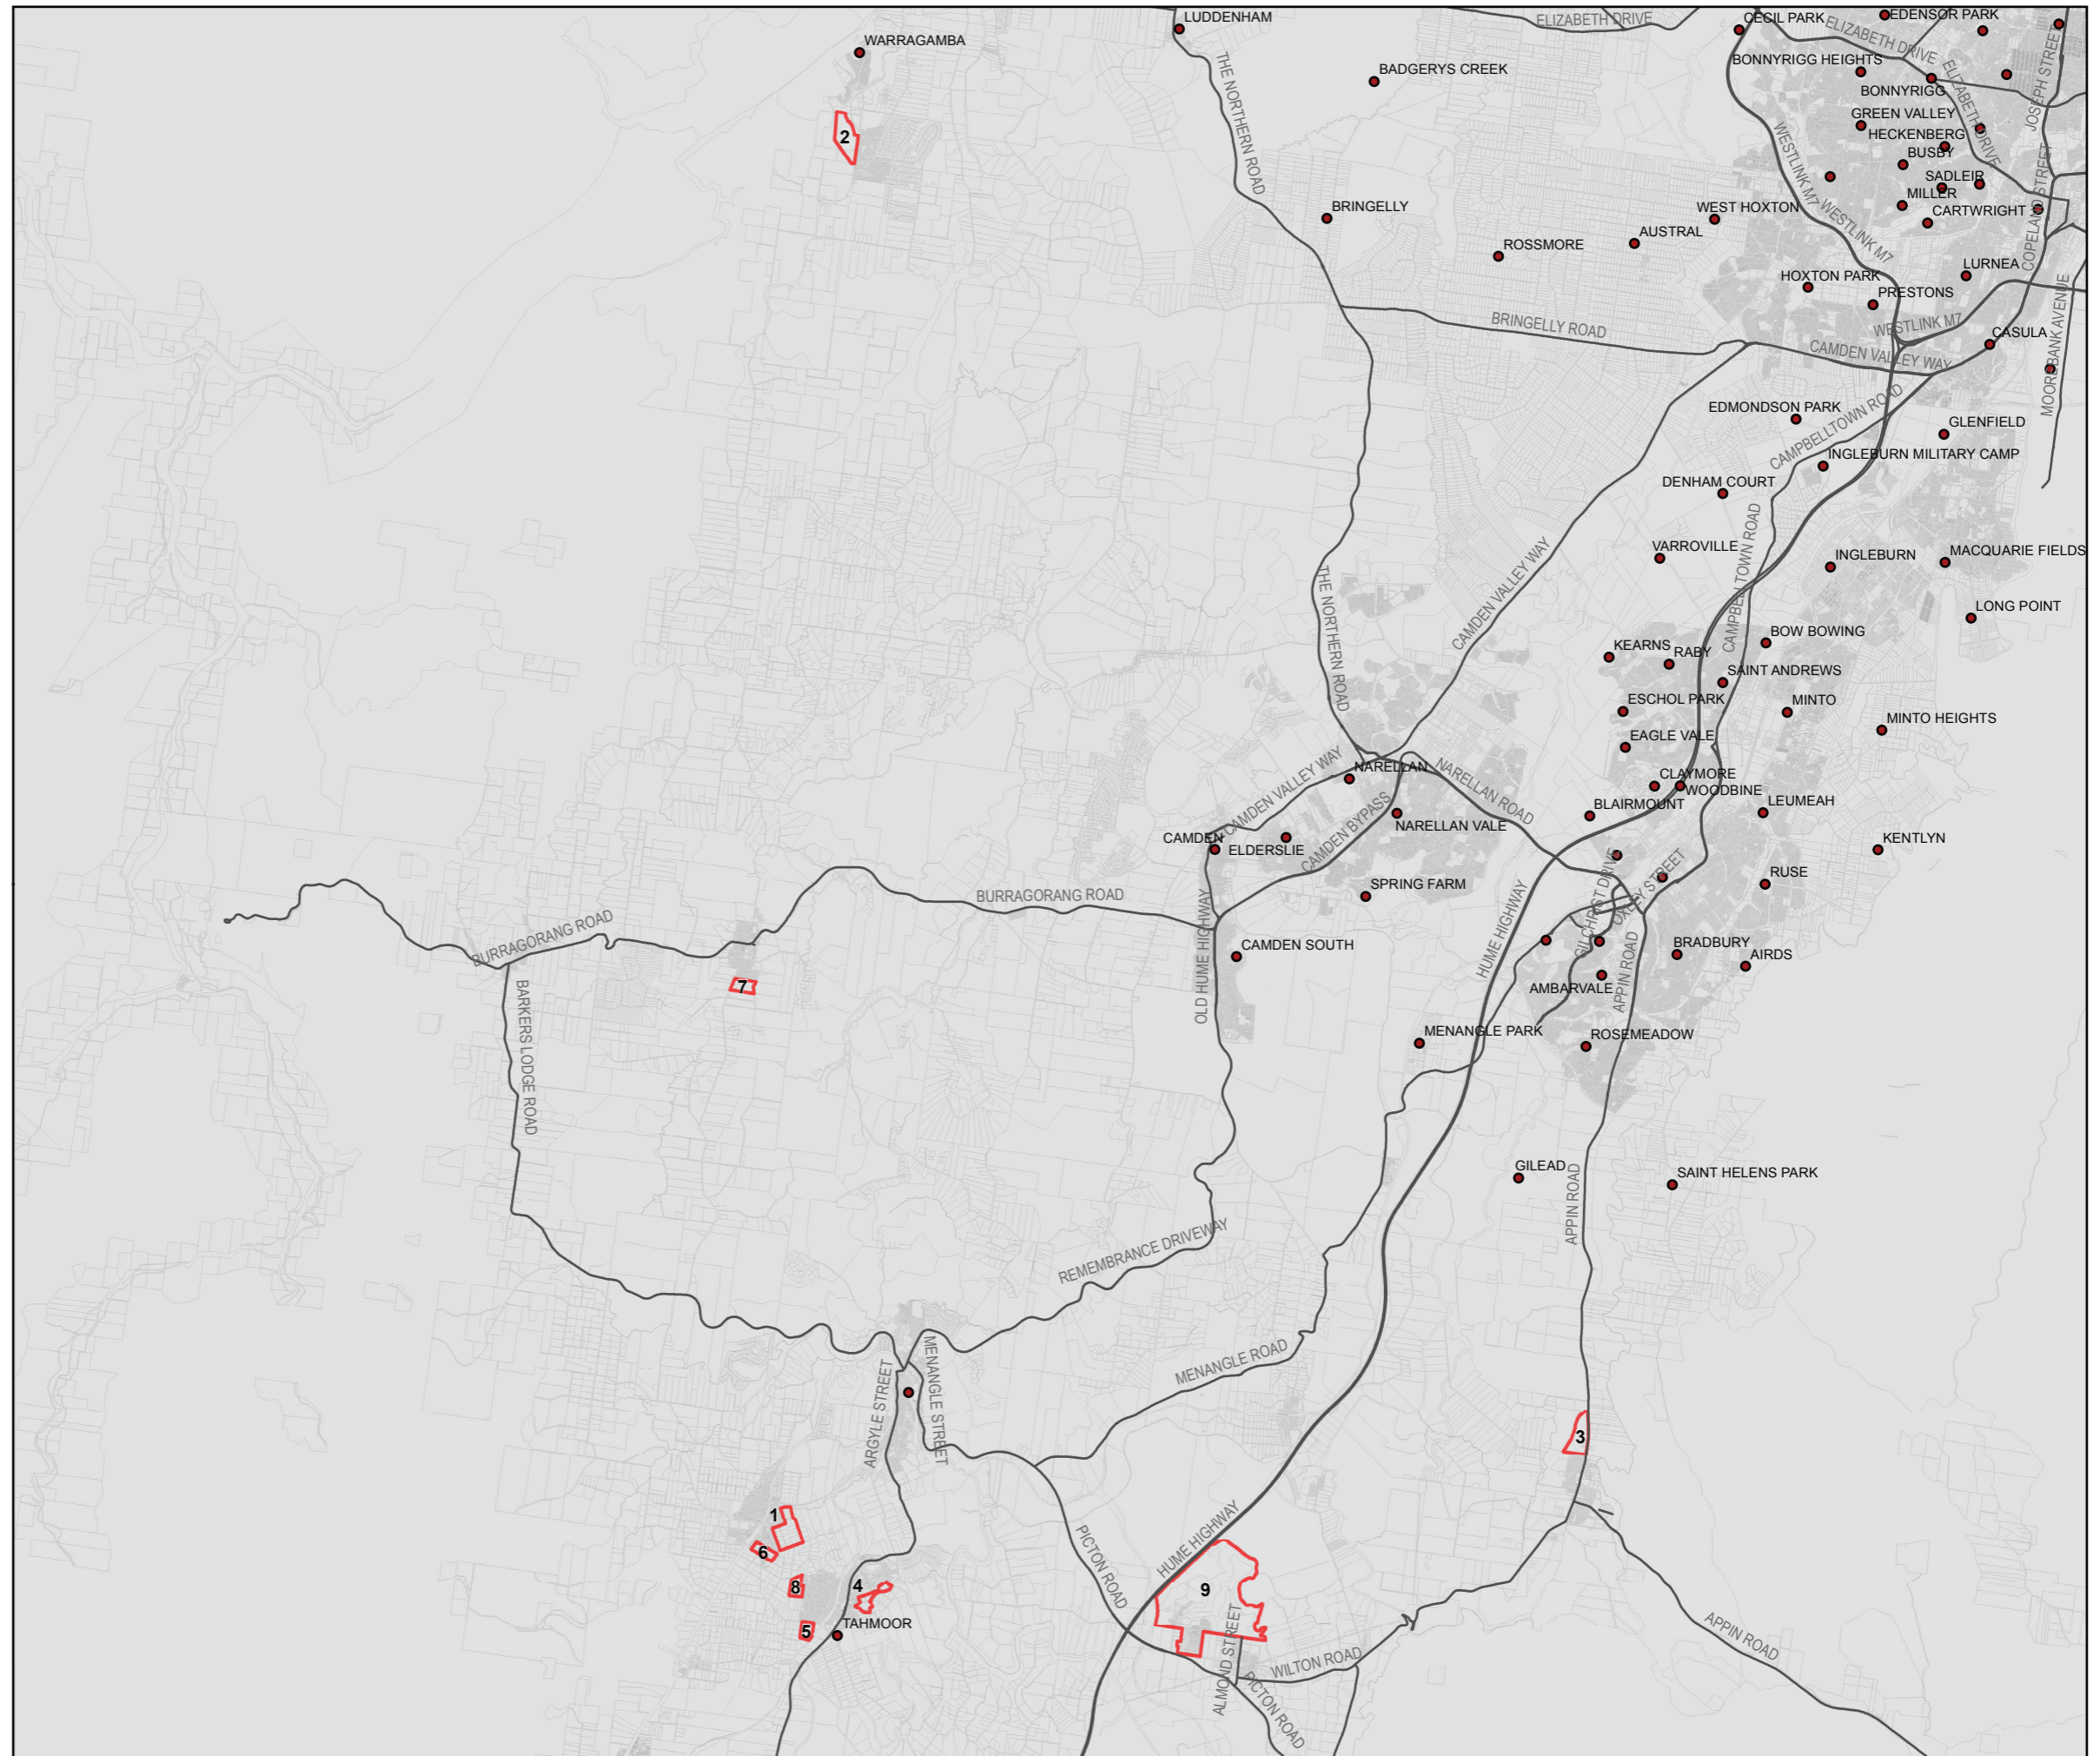 LUDDENHAM
ELIZABETH DRIVE
CECIL PARK
EDENSOR PARK
WARRAGAMBA
ELIZABETH DRIVE
THE NORTHERN ROAD
BADGERYS CREEK
BONNYRIGG HEIGHTS
ELIZABETH DRIVE
JOSEPH STREET
BONNYRIGG
GREEN VALLEY
2
HECKENBERG
WESTLINK M7
BUSBY
SADLEIR
MILLER
COPELAND STREET
BRINGELLY
WEST HOXTON
WESTLINK M7
CARTWRIGHT
AUSTRAL
ROSSMORE
LURNEA
HOXTON PARK
PRESTONS
MOOREBANK AVENUE
BRINGELLY ROAD
WESTLINK M7
CASULA
CAMDEN VALLEY WAY
EDMONDSON PARK
CAMPBELLTOWN ROAD
GLENFIELD
INGLEBURN MILITARY CAMP
DENHAM COURT
CAMPBELLTOWN ROAD
VARROVILLE
INGLEBURN
MACQUARIE FIELDS
CAMDEN VALLEY WAY
THE NORTHERN ROAD
LONG POINT
BOW BOWING
KEARNS
RABY
SAINT ANDREWS
ESCHOL PARK
MINTO
MINTO HEIGHTS
EAGLE VALE
NARELLAN
NARELLAN ROAD
CLAYMORE
WOODBINE
CAMDEN VALLEY WAY
BLAIRMOUNT
LEUMEAH
CAMDEN BYPASS
NARELLAN VALE
CAMDEN
ELDERSLIE
KENTLYN
GILCHRIST DRIVE
OXLEY STREET
RUSE
SPRING FARM
BURRAGORANG ROAD
HUME HIGHWAY
OLD HUME HIGHWAY
BURRAGORANG ROAD
CAMDEN SOUTH
BRADBURY
AIRDS
APPIN ROAD
7
AMBARVALE
BARKERS LODGE ROAD
MENANGLE PARK
ROSEMEADOW
GILEAD
SAINT HELENS PARK
APPIN ROAD
REMEMBRANCE DRIVEWAY
MENANGLE STREET
ARGYLE STREET
MENANGLE ROAD
3
1
HUME HIGHWAY
PICTON ROAD
6
8
4
9
TAHMOOR
5
ALMOND STREET
WILTON ROAD
APPIN ROAD
PICTON ROAD